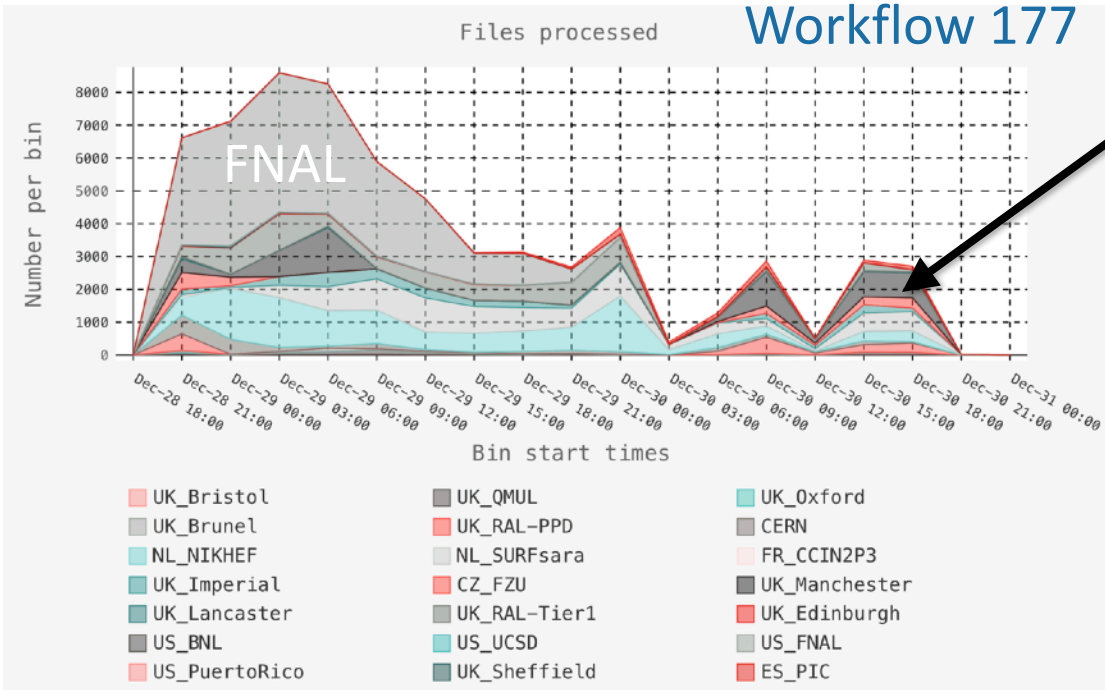 Files processed
Workflow 177
Number per bin
8000
7000
6000
5000
4000
3000
2000
1000
0
FNAL
Dec-28 18:00
Dec-28 21:00
Dec-29 00:00
Dec-29 03:00
Dec-29 06:00
Dec-29 09:00
Dec-29 12:00
Dec-29 15:00
Dec-29 18:00
Dec-29 21:00
Dec-30 00:00
Dec-30 03:00
Dec-30 06:00
Dec-30 09:00
Dec-30 12:00
Dec-30 15:00
Dec-30 18:00
Dec-30 21:00
Dec-31 00:00
Bin start times
UK_Bristol UK_QMUL UK_Oxford
UK_Brunel UK_RAL-PPD CERN
NL_NIKHEF NL_SURFsara FR_CCIN2P3
UK_Imperial CZ_FZU UK_Manchester
UK_Lancaster UK_RAL-Tier1 UK_Edinburgh
US_BNL US_UCSD US_FNAL
US_PuertoRico UK_Sheffield ES_PIC